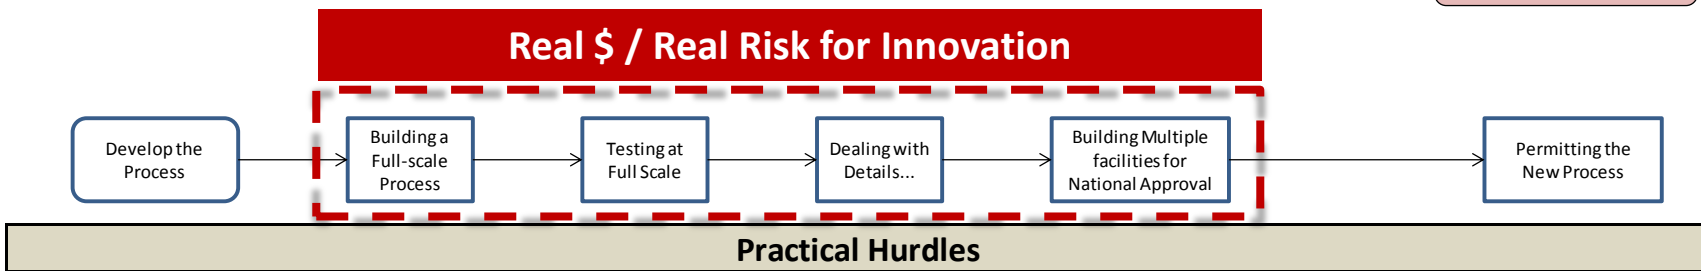 Real $ / Real Risk for Innovation
Develop the
Process
Building a
Full-scale
Process
Testing at
Full Scale
Dealing with
Details...
Building Multiple
facilities for
National Approval
Permitting the
New Process
Practical Hurdles